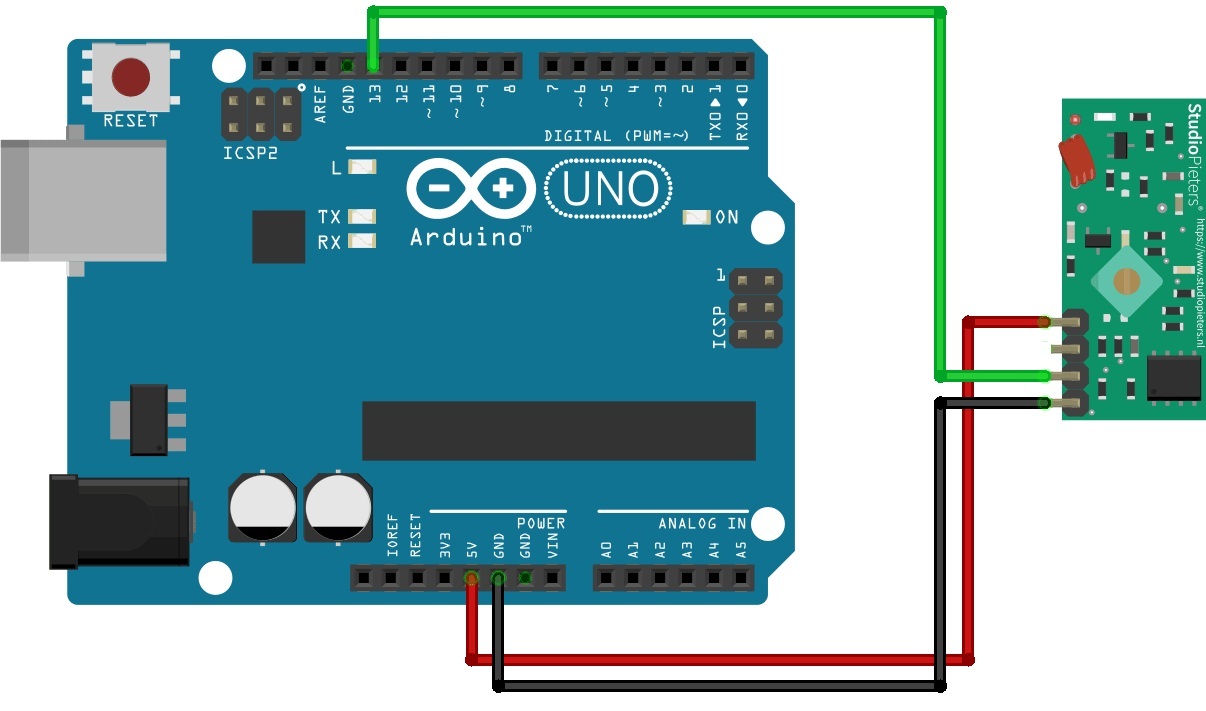 RESET
ICSP2
AREF
GND
13
12
~11
~10
~9
8
7
~6
~5
4
~3
2
TX0▶1
RX0◀0
DIGITAL (PWM=~)
L
TX
RX
UNO
Arduino™
ON
1
ICSP
StudioPieters®
https://www.studiopieters.nl
IOREF
RESET
3V3
5V
GND
GND
VIN
POWER
ANALOG IN
A0
A1
A2
A3
A4
A5